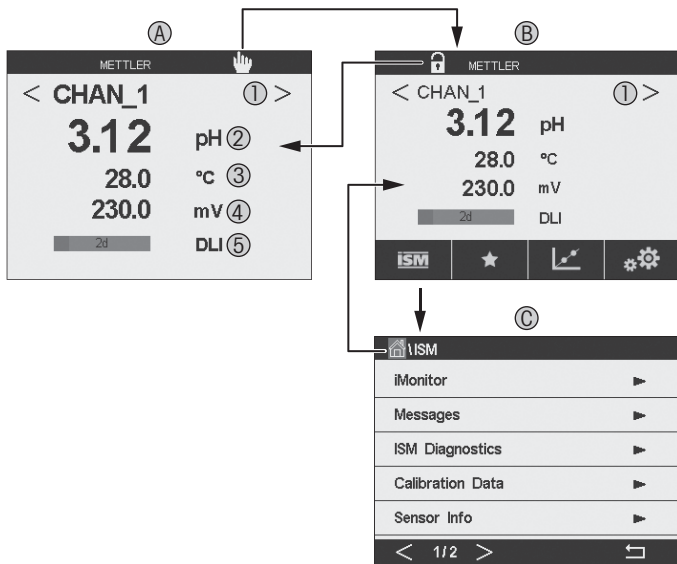 A
METTLER
< CHAN_1 ① >
3.12 pH ②
28.0 °C ③
230.0 mV ④
2d DLI ⑤
B
METTLER
< CHAN_1 ① >
3.12 pH
28.0 °C
230.0 mV
2d DLI
ISM
C
\ISM
iMonitor
Messages
ISM Diagnostics
Calibration Data
Sensor Info
< 1/2 >